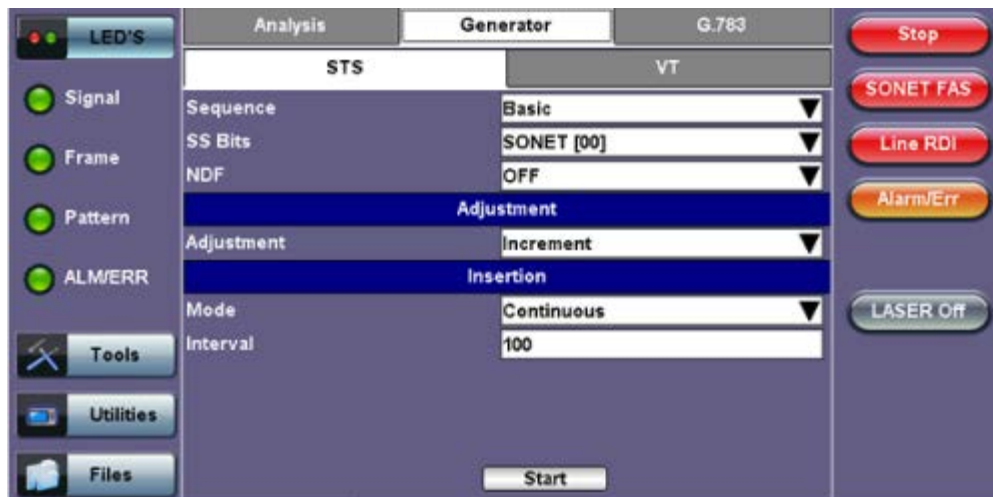 LED'S
Signal
Frame
Pattern
ALM/ERR
Tools
Utilities
Files
Analysis
Generator
G.783
STS
VT
Sequence
Basic
SS Bits
SONET [00]
NDF
OFF
Adjustment
Adjustment
Increment
Insertion
Mode
Continuous
Interval
100
Start
Stop
SONET FAS
Line RDI
Alarm/Err
LASER Off